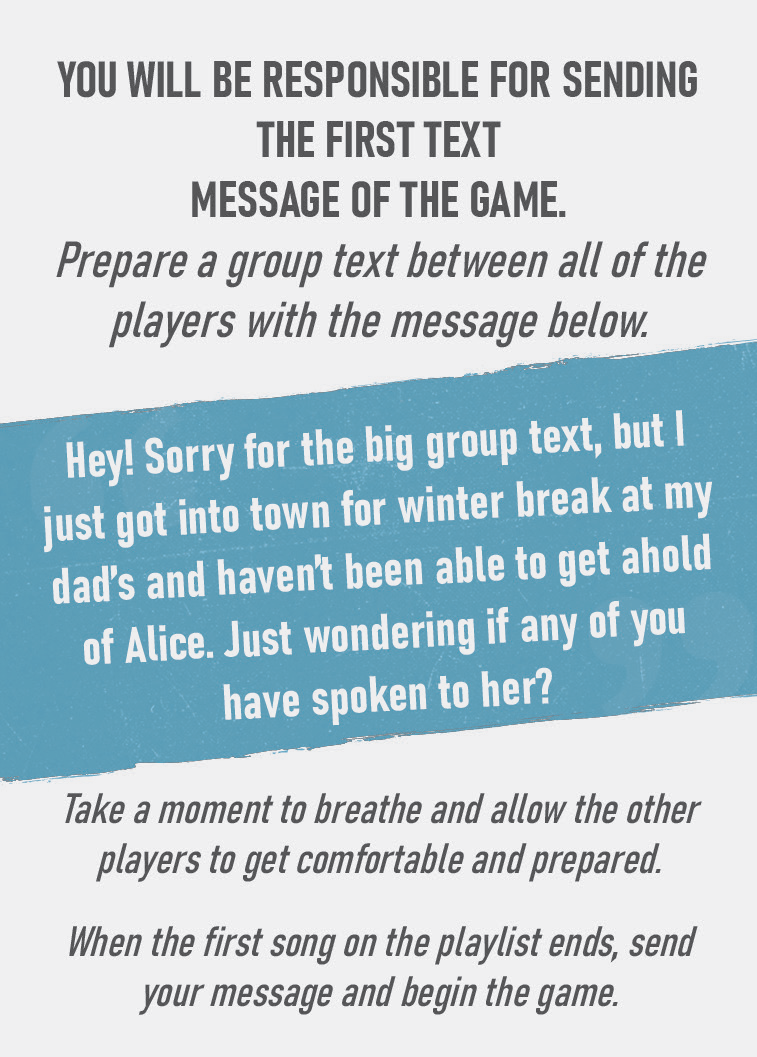 YOU WILL BE RESPONSIBLE FOR SENDING
THE FIRST TEXT
MESSAGE OF THE GAME.
Prepare a group text between all of the
players with the message below.
Hey! Sorry for the big group text, but I
just got into town for winter break at my
dad's and haven't been able to get ahold
of Alice. Just wondering if any of you
have spoken to her?
Take a moment to breathe and allow the other
players to get comfortable and prepared.
When the first song on the playlist ends, send
your message and begin the game.